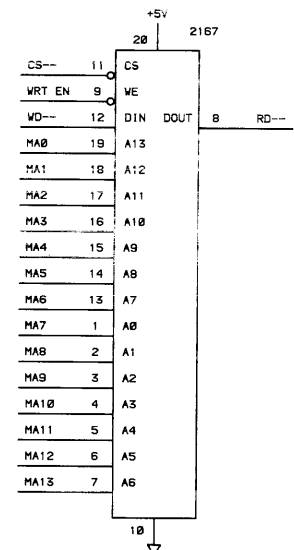 +5V
20 2167
CS-- 11 CS
WRT EN 9 WE
WD-- 12 DIN DOUT 8 RD--
MA0 19 A13
MA1 18 A12
MA2 17 A11
MA3 16 A10
MA4 15 A9
MA5 14 A8
MA6 13 A7
MA7 1 A0
MA8 2 A1
MA9 3 A2
MA10 4 A3
MA11 5 A4
MA12 6 A5
MA13 7 A6
10